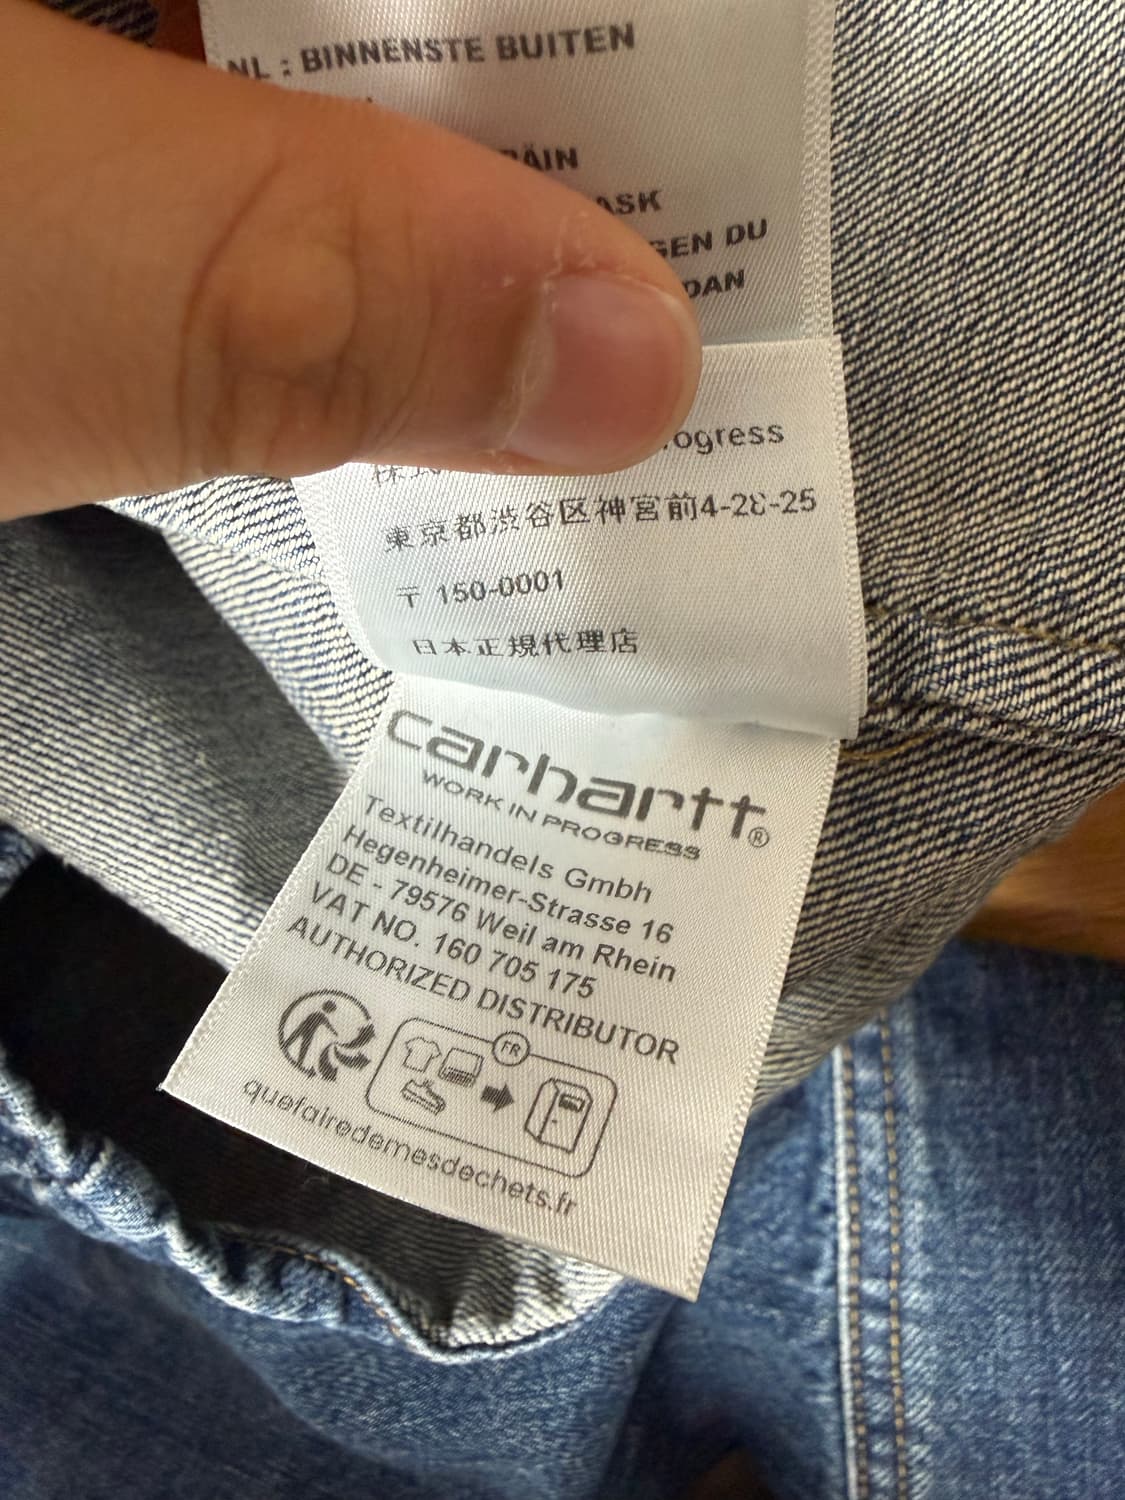 NL : BINNENSTE BUITEN
DU
東京都渋谷区神宮前4-28-25
〒 150-0001
日本正規代理店
carhartt®
WORK IN PROGRESS
Textilhandels Gmbh
Hegenheimer-Strasse 16
DE - 79576 Weil am Rhein
VAT NO. 160 705 175
AUTHORIZED DISTRIBUTOR
FR
quefairedemesdechets.fr